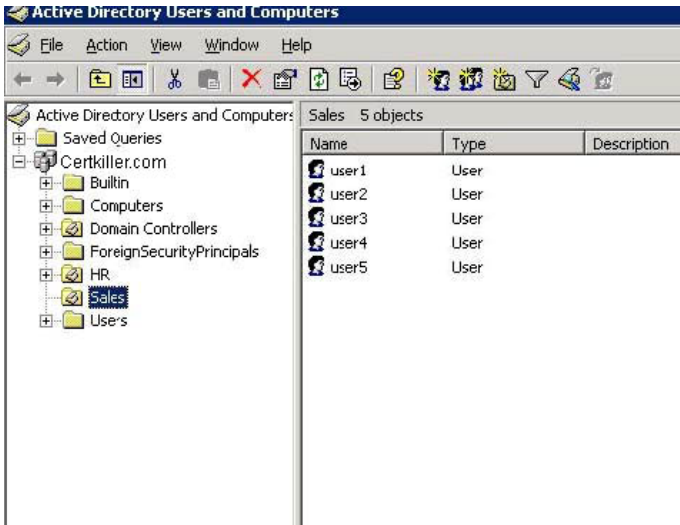 Active Directory Users and Computers
File Action View Window Help
Active Directory Users and Computers
Saved Queries
Certkiller.com
Builtin
Computers
Domain Controllers
ForeignSecurityPrincipals
HR
Sales
Users
Sales 5 objects
Name Type Description
user1 User
user2 User
user3 User
user4 User
user5 User